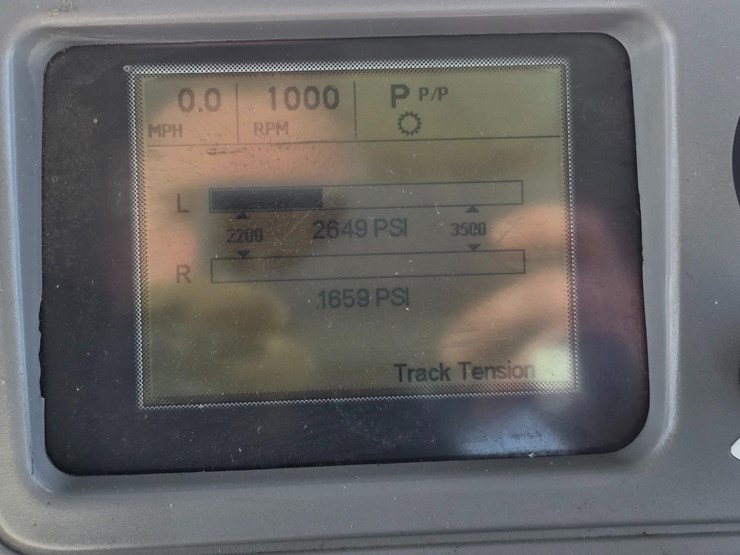 0.0 1000 P P/P
MPH RPM
L
2200 2649 PSI 3500
R
1659 PSI
Track Tension